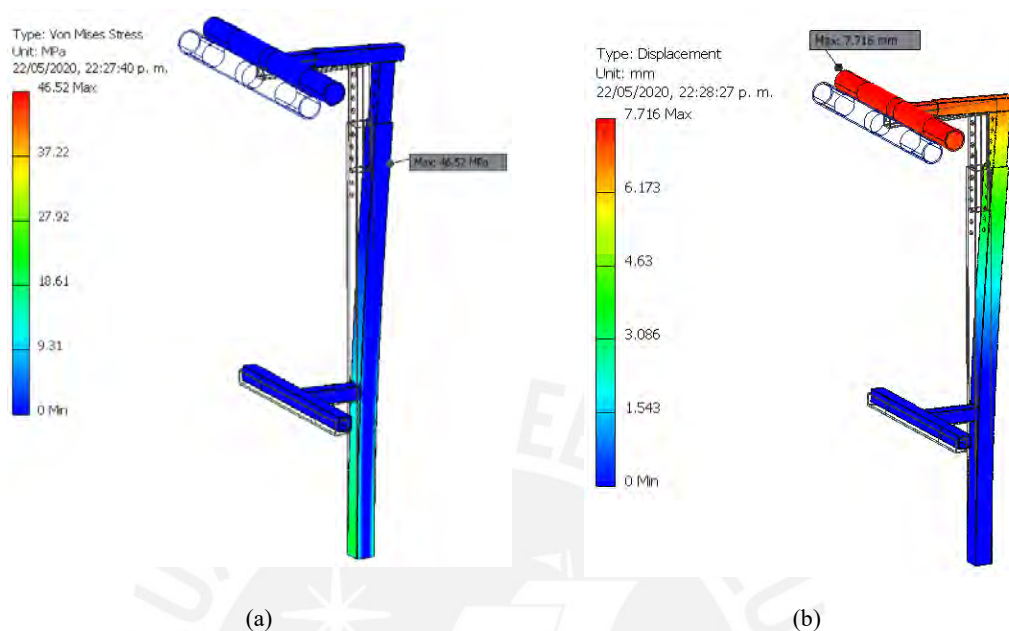 Type: Von Mises Stress
Unit: MPa
22/05/2020, 22:27:40 p. m.
46.52 Max
37.22
27.92
18.61
9.31
0 Min
Max: 46.52 MPa
(a)
Type: Displacement
Unit: mm
22/05/2020, 22:28:27 p. m.
7.716 Max
6.173
4.63
3.086
1.543
0 Min
Max: 7.716 mm
(b)